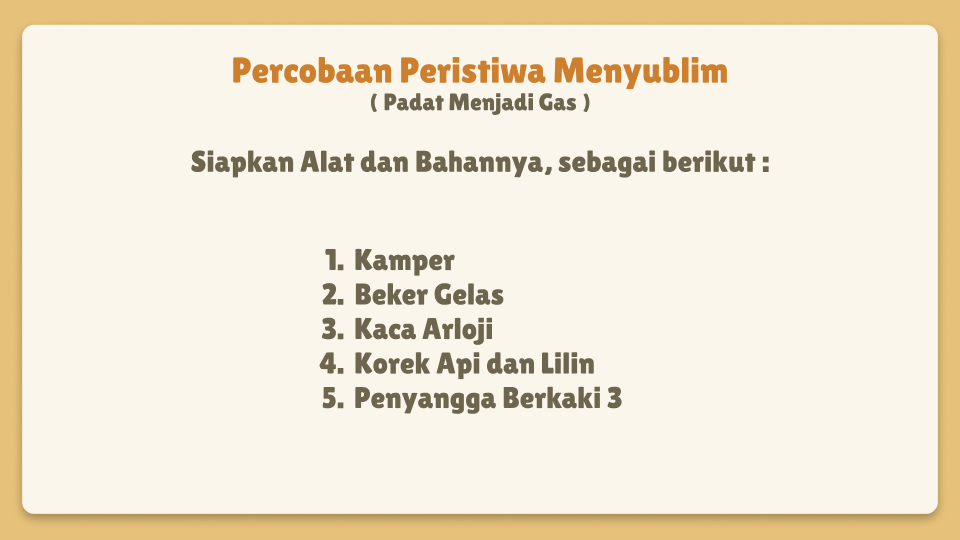 Percobaan Peristiwa Menyublim
( Padat Menjadi Gas )
Siapkan Alat dan Bahannya, sebagai berikut :
1. Kamper
2. Beker Gelas
3. Kaca Arloji
4. Korek Api dan Lilin
5. Penyangga Berkaki 3